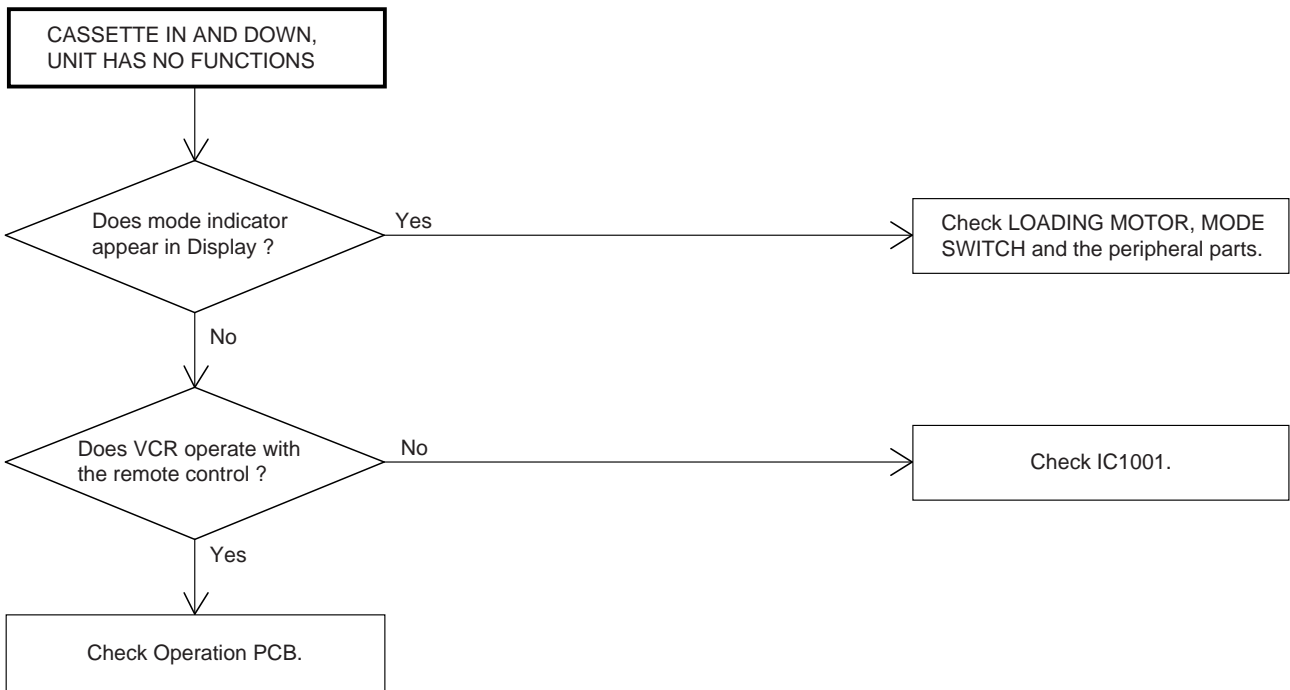 CASSETTE IN AND DOWN,
UNIT HAS NO FUNCTIONS
Does mode indicator
appear in Display ?
Yes
Check LOADING MOTOR, MODE
SWITCH and the peripheral parts.
No
Does VCR operate with
the remote control ?
No
Check IC1001.
Yes
Check Operation PCB.